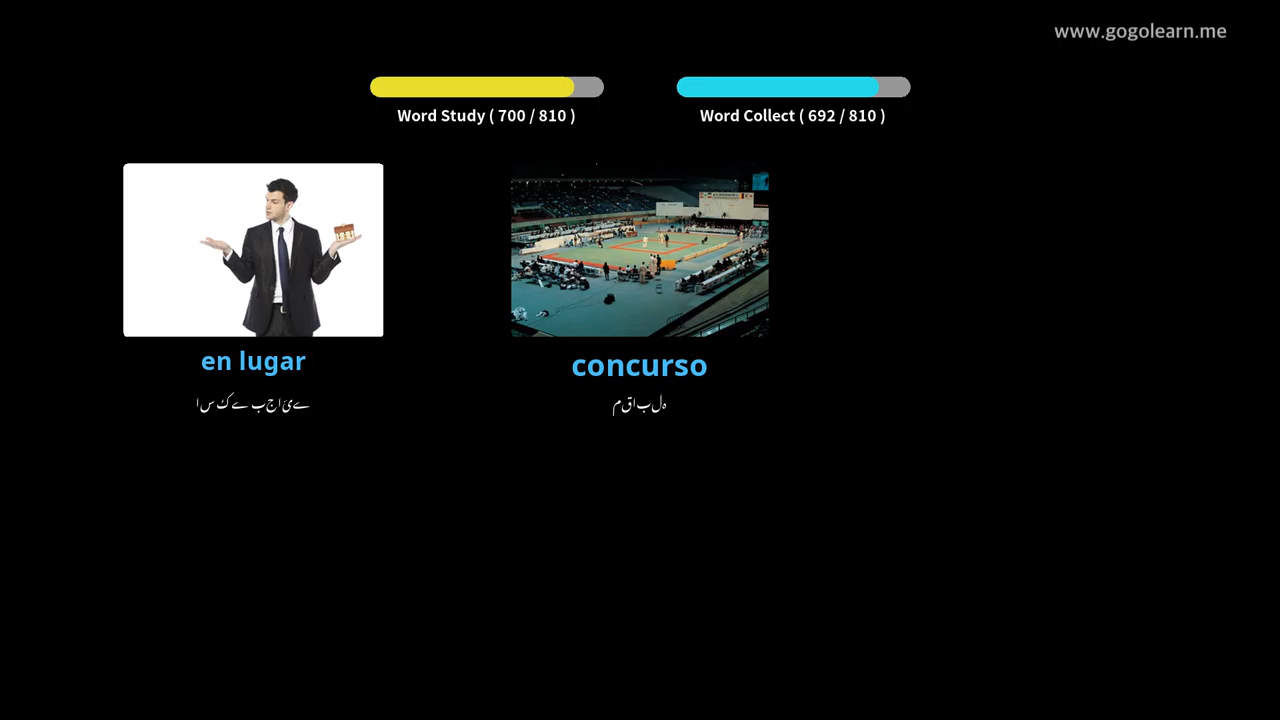 www.gogolearn.me
Word Study ( 700 / 810 )
Word Collect ( 692 / 810 )
en lugar
concurso
اس کے بجائے
مقابلہ